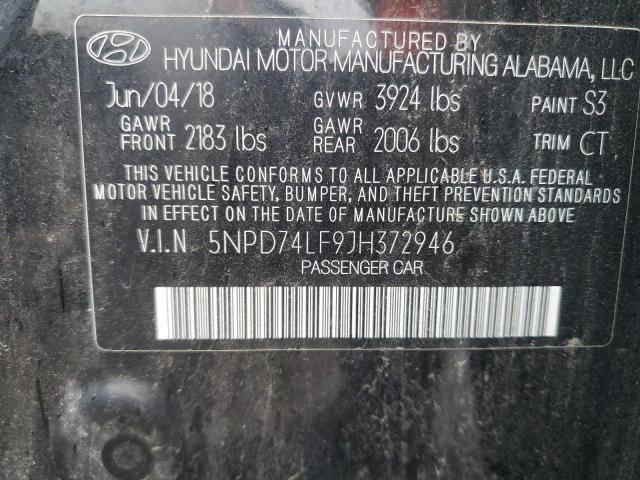 MANUFACTURED BY
HYUNDAI MOTOR MANUFACTURING ALABAMA, LLC
Jun/04/18 GVWR 3924 lbs PAINT S3
GAWR FRONT 2183 lbs GAWR REAR 2006 lbs TRIM CT
THIS VEHICLE CONFORMS TO ALL APPLICABLE U.S.A. FEDERAL
MOTOR VEHICLE SAFETY, BUMPER, AND THEFT PREVENTION STANDARDS
IN EFFECT ON THE DATE OF MANUFACTURE SHOWN ABOVE
V.I.N 5NPD74LF9JH372946
PASSENGER CAR